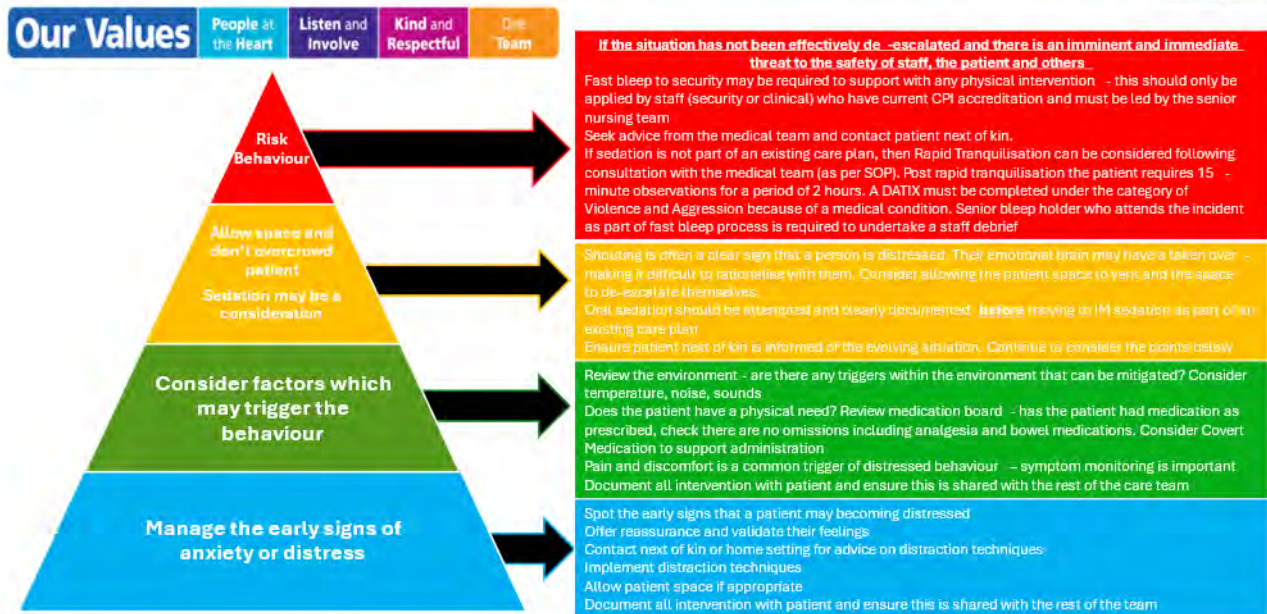 Our Values
People at
the Heart
Listen and
Involve
Kind and
Respectful
One
Team
If the situation has not been effectively de -escalated and there is an imminent and immediate
threat to the safety of staff, the patient and others
Fast bleep to security may be required to support with any physical intervention - this should only be
applied by staff (security or clinical) who have current CPI accreditation and must be led by the senior
nursing team
Seek advice from the medical team and contact patient next of kin.
If sedation is not part of an existing care plan, then Rapid Tranquilisation can be considered following
consultation with the medical team (as per SOP). Post rapid tranquilisation the patient requires 15 -
minute observations for a period of 2 hours. A DATIX must be completed under the category of
Violence and Aggression because of a medical condition. Senior bleep holder who attends the incident
as part of fast bleep process is required to undertake a staff debrief
Risk
Behaviour
Allow space and
don't overcrowd
patient
Sedation may be a
consideration
Shouting is often a clear sign that a person is distressed. Their emotional brain may have a taken over -
making it difficult to rationalise with them. Consider allowing the patient space to vent and the space
to de-escalate themselves.
Oral sedation should be attempted and clearly documented before moving to IM sedation as part of an
existing care plan
Ensure patient next of kin is informed of the evolving situation. Continue to consider the points below
Consider factors which
may trigger the
behaviour
Review the environment - are there any triggers within the environment that can be mitigated? Consider
temperature, noise, sounds
Does the patient have a physical need? Review medication board - has the patient had medication as
prescribed, check there are no omissions including analgesia and bowel medications. Consider Covert
Medication to support administration
Pain and discomfort is a common trigger of distressed behaviour – symptom monitoring is important
Document all intervention with patient and ensure this is shared with the rest of the care team
Manage the early signs of
anxiety or distress
Spot the early signs that a patient may becoming distressed
Offer reassurance and validate their feelings
Contact next of kin or home setting for advice on distraction techniques
Implement distraction techniques
Allow patient space if appropriate
Document all intervention with patient and ensure this is shared with the rest of the team